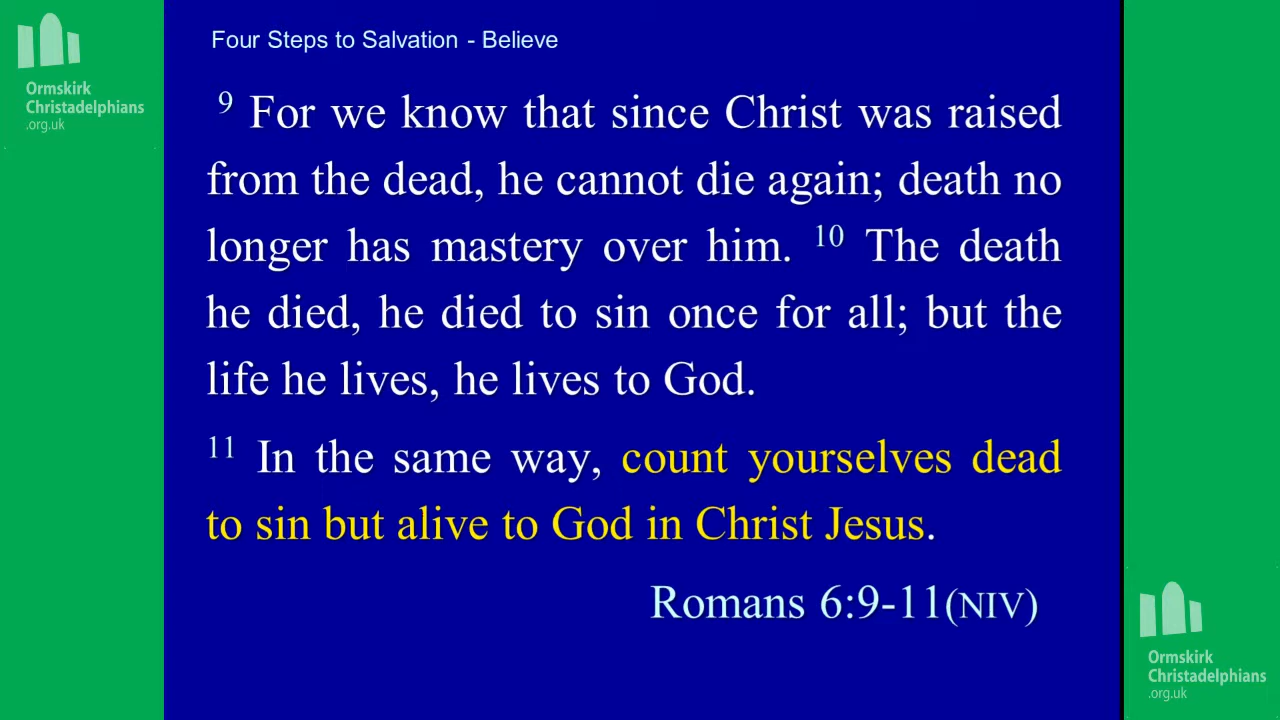 Ormskirk
Christadelphians
.org.uk
Four Steps to Salvation - Believe
9 For we know that since Christ was raised
from the dead, he cannot die again; death no
longer has mastery over him. 10 The death
he died, he died to sin once for all; but the
life he lives, he lives to God.
11 In the same way, count yourselves dead
to sin but alive to God in Christ Jesus.
Romans 6:9-11(NIV)
Ormskirk
Christadelphians
.org.uk